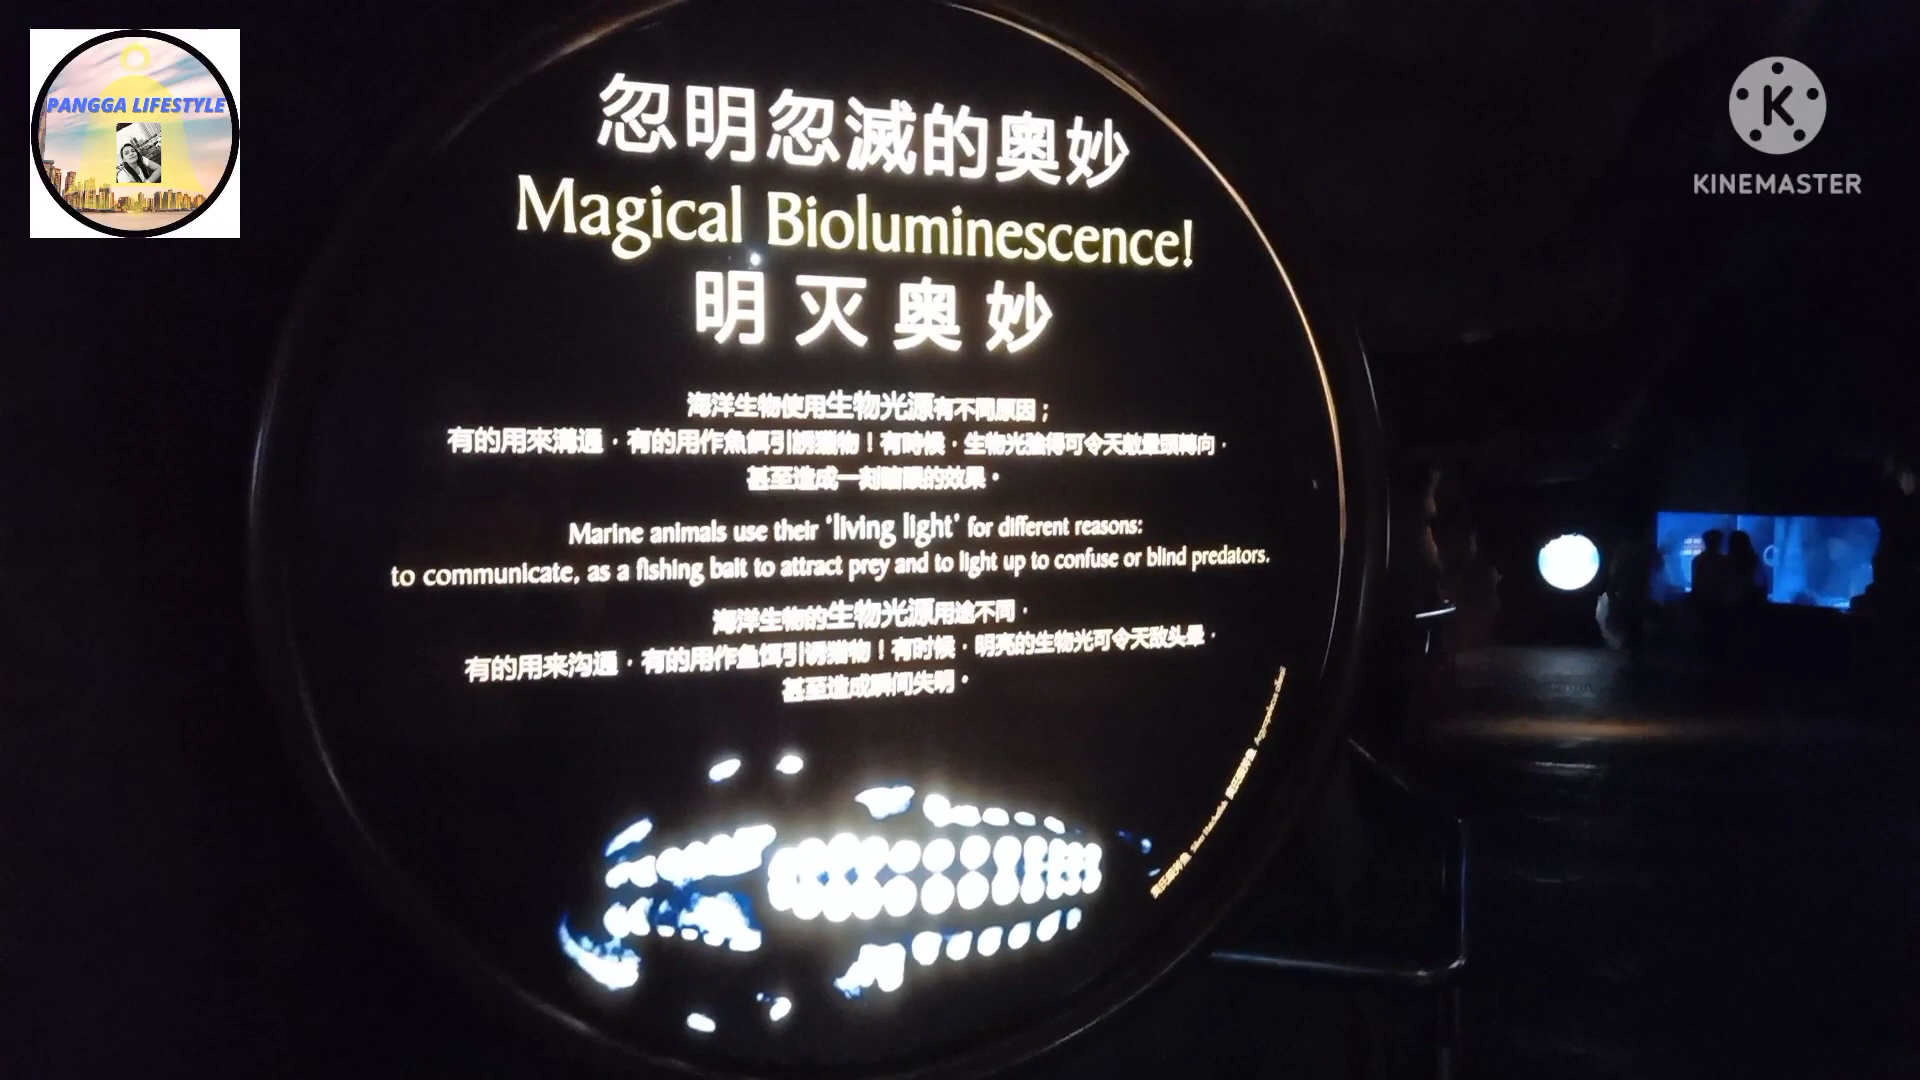 PANGGA LIFESTYLE
KINEMASTER
忽明忽滅的奧妙
Magical Bioluminescence!
明灭奥妙
海洋生物使用生物光源有不同原因；
有的用來溝通，有的用作魚餌引誘獵物！有時候，生物光強得可令天敵暈頭轉向，
甚至造成一刻瞎眼的效果。
Marine animals use their 'living light' for different reasons:
to communicate, as a fishing bait to attract prey and to light up to confuse or blind predators.
海洋生物的生物光源用途不同，
有的用来沟通，有的用作鱼饵引诱猎物！有时候，明亮的生物光可令天敌头晕，
甚至造成瞬间失明。